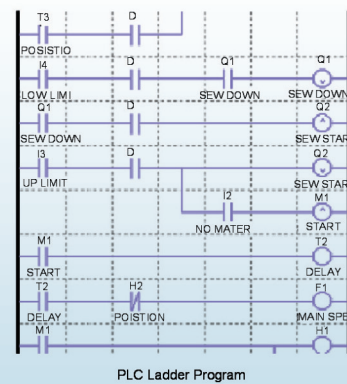 T3 D
POSISTIO
I4 D Q1 Q1
LOW LIMI SEW DOWN SEW DOWN
Q1 D Q2
SEW DOWN SEW STAR
I3 D Q2
UP LIMIT SEW STAR
I2 M1
NO MATER START
M1 T2
START DELAY
T2 H2 F1
DELAY POISTION MAIN SPE
M1 H1
PLC Ladder Program